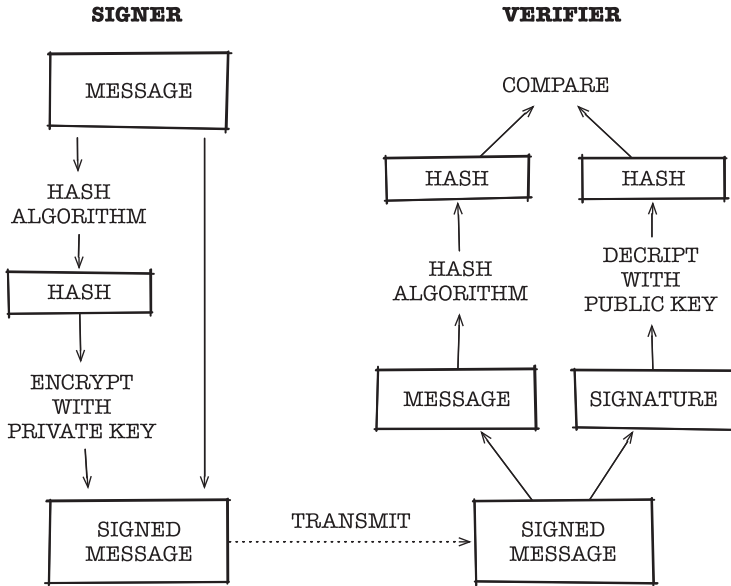 SIGNER
MESSAGE
HASH
ALGORITHM
HASH
ENCRYPT
WITH
PRIVATE KEY
SIGNED
MESSAGE
TRANSMIT
VERIFIER
COMPARE
HASH
HASH
HASH
ALGORITHM
DECRIPT
WITH
PUBLIC KEY
MESSAGE
SIGNATURE
SIGNED
MESSAGE